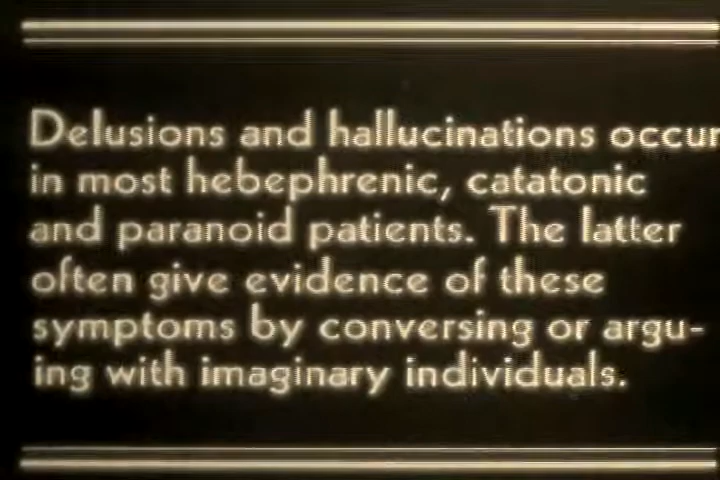 Delusions and hallucinations occur
in most hebephrenic, catatonic
and paranoid patients. The latter
often give evidence of these
symptoms by conversing or argu-
ing with imaginary individuals.